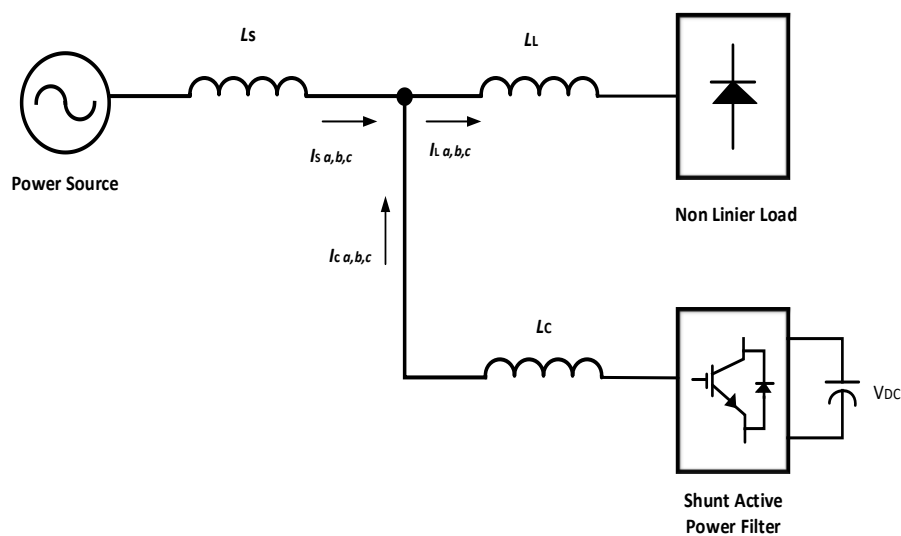 LS
LL
IS a,b,c
IL a,b,c
Power Source
Non Linier Load
IC a,b,c
LC
VDC
Shunt Active
Power Filter